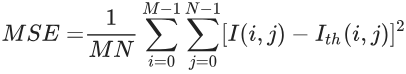 MSE = \frac{1}{MN} \sum_{i=0}^{M-1} \sum_{j=0}^{N-1} [I(i, j) - I_{th}(i, j)]^2